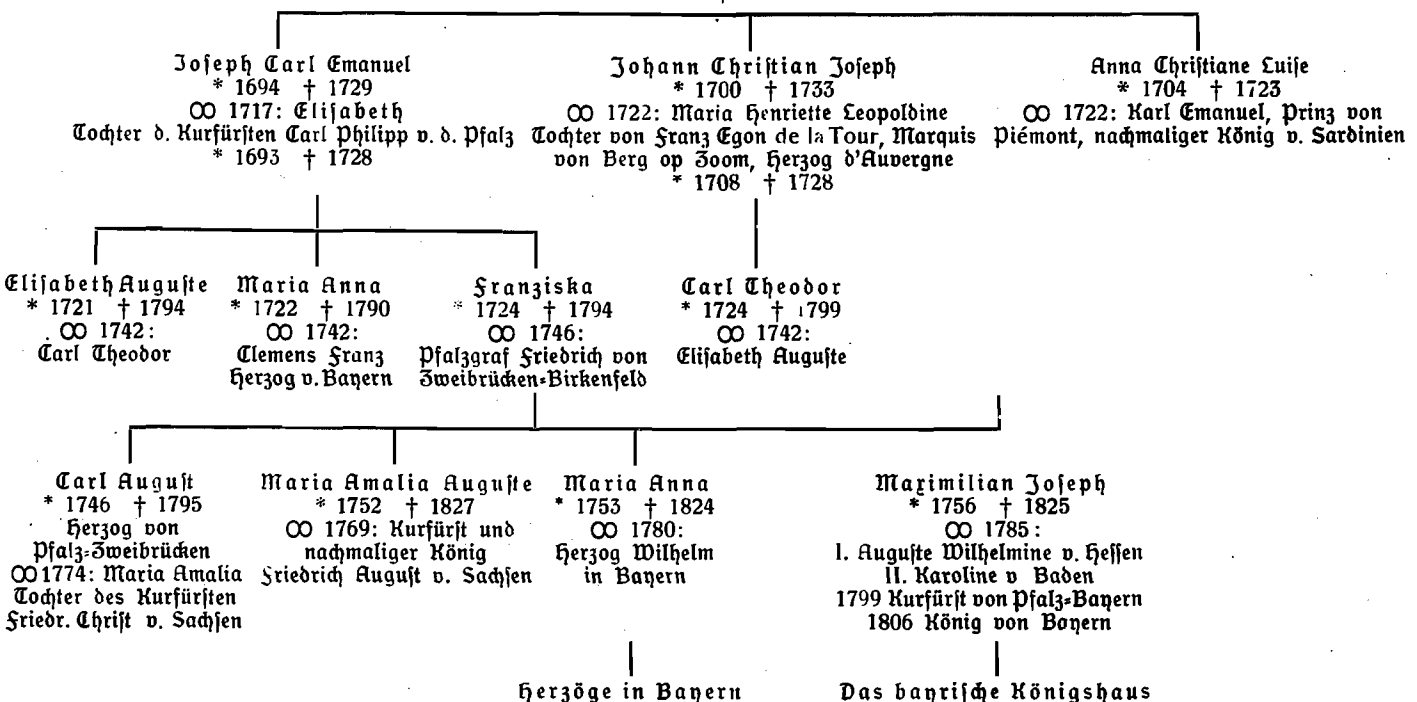 Joseph Carl Emanuel
* 1694 † 1729
∞ 1717: Elisabeth
Tochter d. Kurfürsten Carl Philipp v. d. Pfalz
* 1693 † 1728
Johann Christian Joseph
* 1700 † 1733
∞ 1722: Maria Henriette Leopoldine
Tochter von Franz Egon de la Tour, Marquis
von Berg op Zoom, Herzog d'Auvergne
* 1708 † 1728
Anna Christiane Luise
* 1704 † 1723
∞ 1722: Karl Emanuel, Prinz von
Piémont, nachmaliger König v. Sardinien
Elisabeth Auguste
* 1721 † 1794
∞ 1742:
Carl Theodor
Maria Anna
* 1722 † 1790
∞ 1742:
Clemens Franz
Herzog v. Bayern
Franziska
* 1724 † 1794
∞ 1746:
Pfalzgraf Friedrich von
Zweibrücken-Birkenfeld
Carl Theodor
* 1724 † 1799
∞ 1742:
Elisabeth Auguste
Carl August
* 1746 † 1795
Herzog von
Pfalz-Zweibrücken
∞ 1774: Maria Amalia
Tochter des Kurfürsten
Friedr. Christ v. Sachsen
Maria Amalia Auguste
* 1752 † 1827
∞ 1769: Kurfürst und
nachmaliger König
Friedrich August v. Sachsen
Maria Anna
* 1753 † 1824
∞ 1780:
Herzog Wilhelm
in Bayern
Maximilian Joseph
* 1756 † 1825
∞ 1785:
I. Auguste Wilhelmine v. Hessen
II. Karoline v Baden
1799 Kurfürst von Pfalz-Bayern
1806 König von Bayern
Herzöge in Bayern
Das bayrische Königshaus